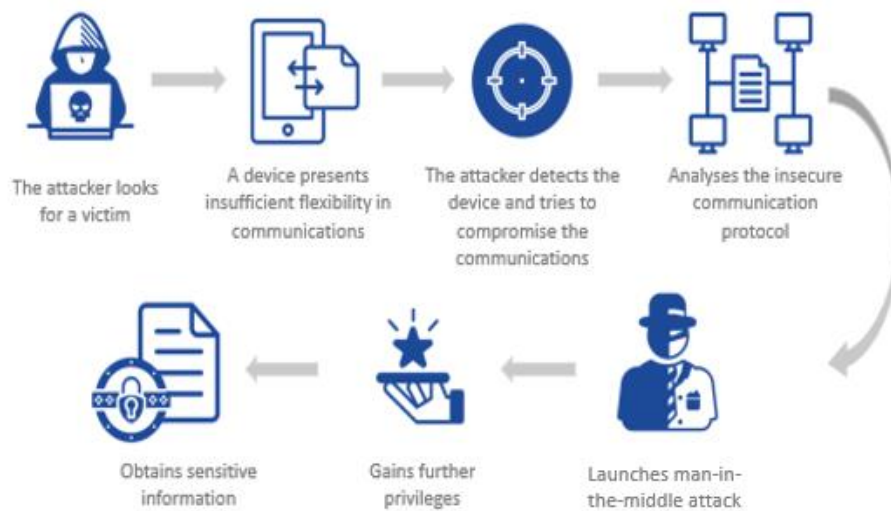 The attacker looks
for a victim
A device presents
insufficient flexibility in
communications
The attacker detects the
device and tries to
compromise the
communications
Analyses the insecure
communication
protocol
Obtains sensitive
information
Gains further
privileges
Launches man-in-
the-middle attack